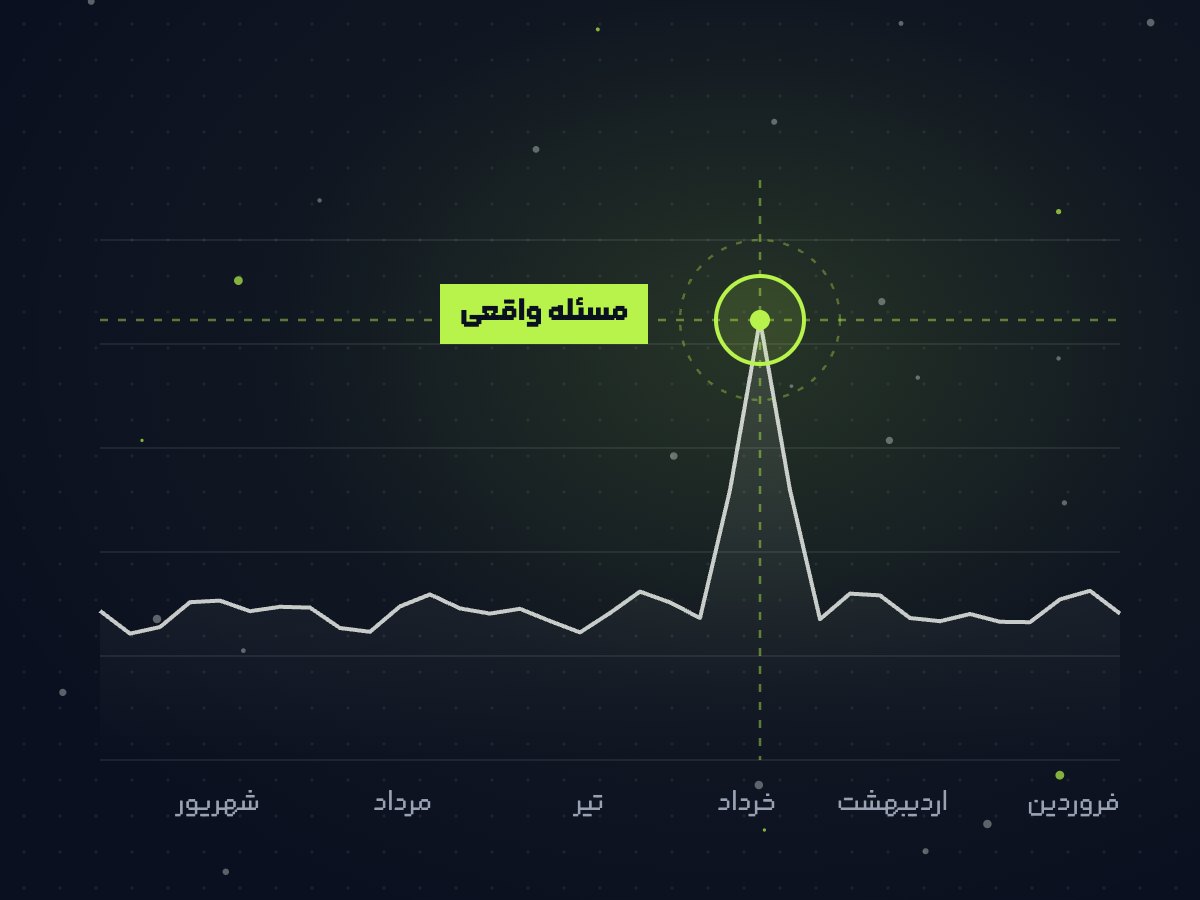 مسئله واقعی
فروردین
اردیبهشت
خرداد
تیر
مرداد
شهریور